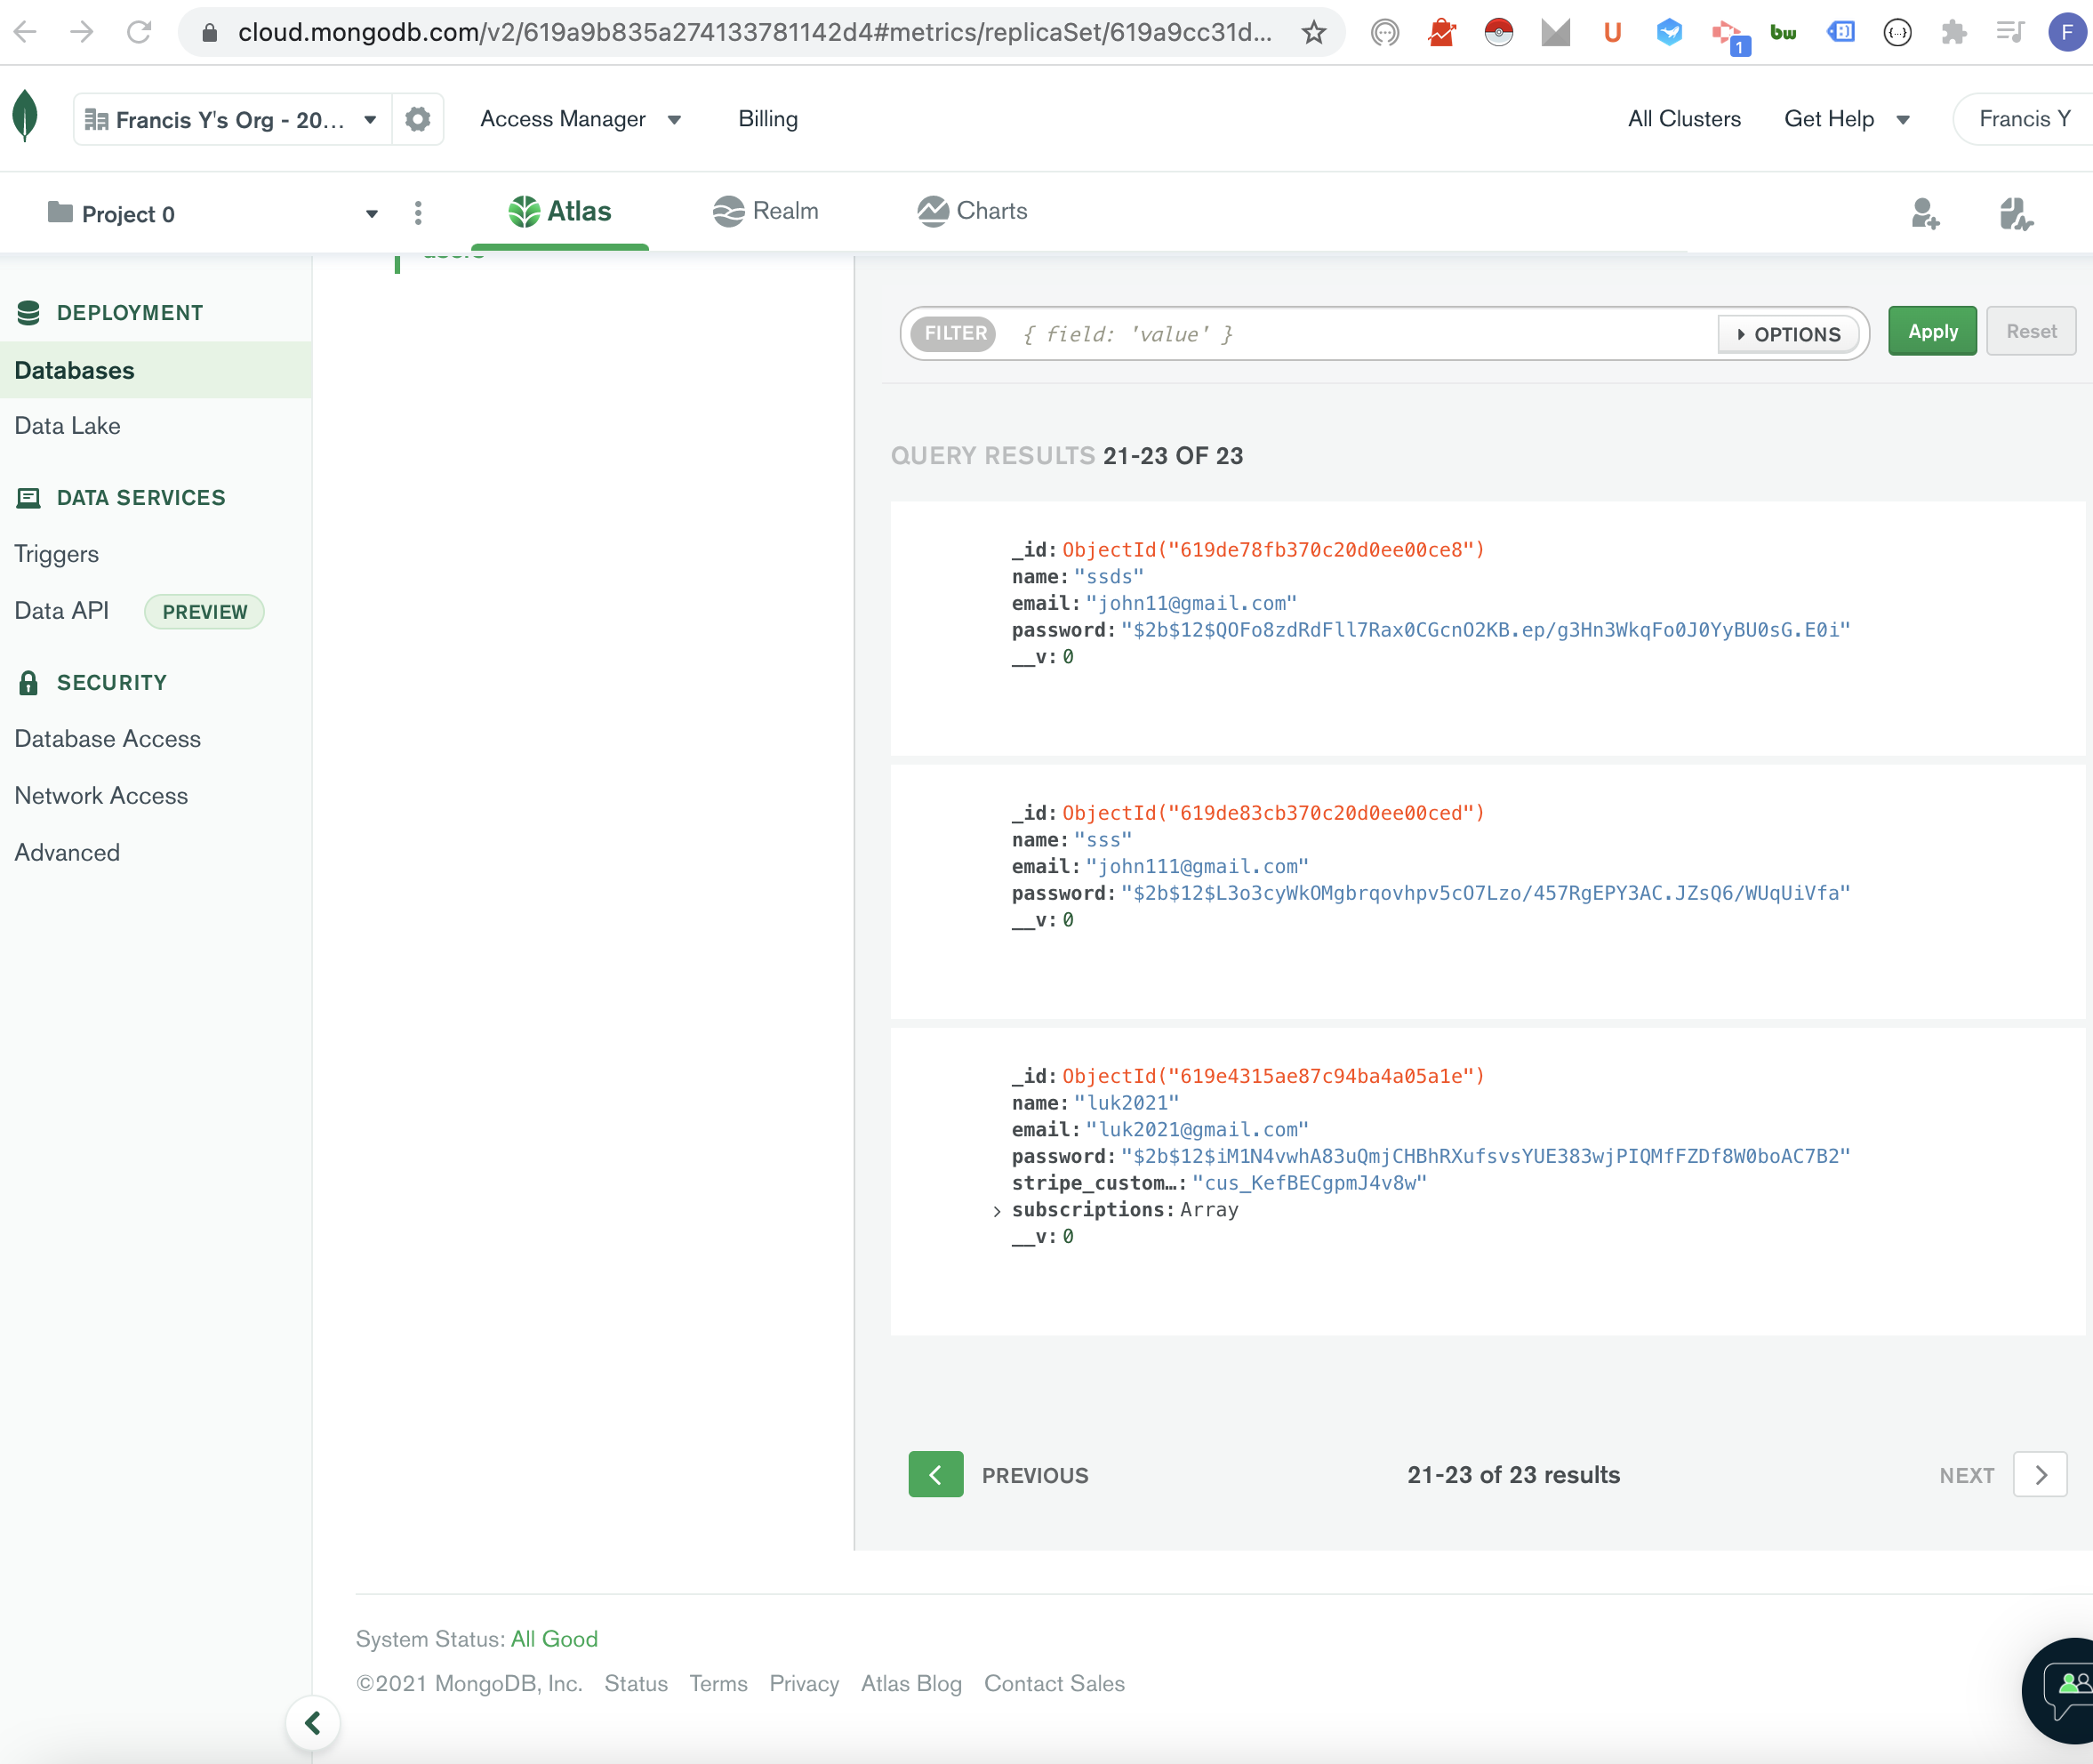 cloud.mongodb.com/v2/619a9b835a274133781142d4#metrics/replicaSet/619a9cc31d...
1
bw
F
Francis Y's Org - 20...
Access Manager
Billing
All Clusters
Get Help
Francis Y
Project 0
Atlas
Realm
Charts
users
DEPLOYMENT
Databases
Data Lake
DATA SERVICES
Triggers
Data API PREVIEW
SECURITY
Database Access
Network Access
Advanced
FILTER { field: 'value' }
OPTIONS
Apply
Reset
QUERY RESULTS 21-23 OF 23
_id: ObjectId("619de78fb370c20d0ee00ce8")
name: "ssds"
email: "john11@gmail.com"
password: "$2b$12$QOFo8zdRdFll7Rax0CGcnO2KB.ep/g3Hn3WkqFo0J0YyBU0sG.E0i"
__v: 0
_id: ObjectId("619de83cb370c20d0ee00ced")
name: "sss"
email: "john111@gmail.com"
password: "$2b$12$L3o3cyWkOMgbrqovhpv5cO7Lzo/457RgEPY3AC.JZsQ6/WUqUiVfa"
__v: 0
_id: ObjectId("619e4315ae87c94ba4a05a1e")
name: "luk2021"
email: "luk2021@gmail.com"
password: "$2b$12$iM1N4vwhA83uQmjCHBhRXufsvsYUE383wjPIQMfFZDf8W0boAC7B2"
stripe_custom…: "cus_KefBECgpmJ4v8w"
subscriptions: Array
__v: 0
PREVIOUS
21-23 of 23 results
NEXT
System Status: All Good
©2021 MongoDB, Inc. Status Terms Privacy Atlas Blog Contact Sales